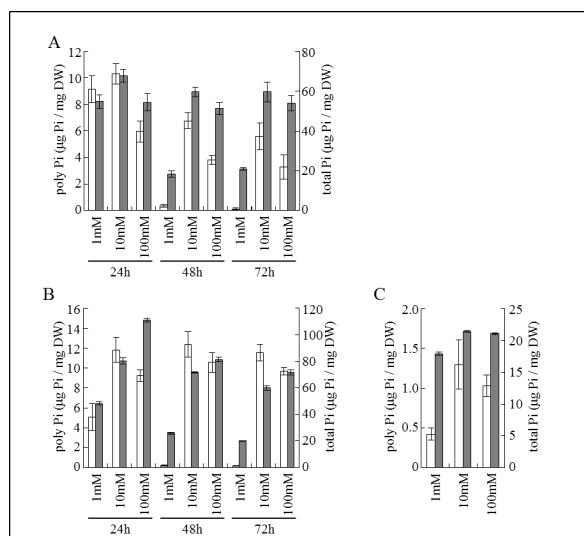 A
poly Pi (µg Pi / mg DW)
12
10
8
6
4
2
0
80
60
40
20
0
total Pi (µg Pi / mg DW)
1mM
10mM
100mM
1mM
10mM
100mM
1mM
10mM
100mM
24h
48h
72h
B
poly Pi (µg Pi / mg DW)
16
14
12
10
8
6
4
2
0
120
100
80
60
40
20
0
total Pi (µg Pi / mg DW)
1mM
10mM
100mM
1mM
10mM
100mM
1mM
10mM
100mM
24h
48h
72h
C
poly Pi (µg Pi / mg DW)
2.0
1.5
1.0
0.5
0
25
20
15
10
5
0
total Pi (µg Pi / mg DW)
1mM
10mM
100mM